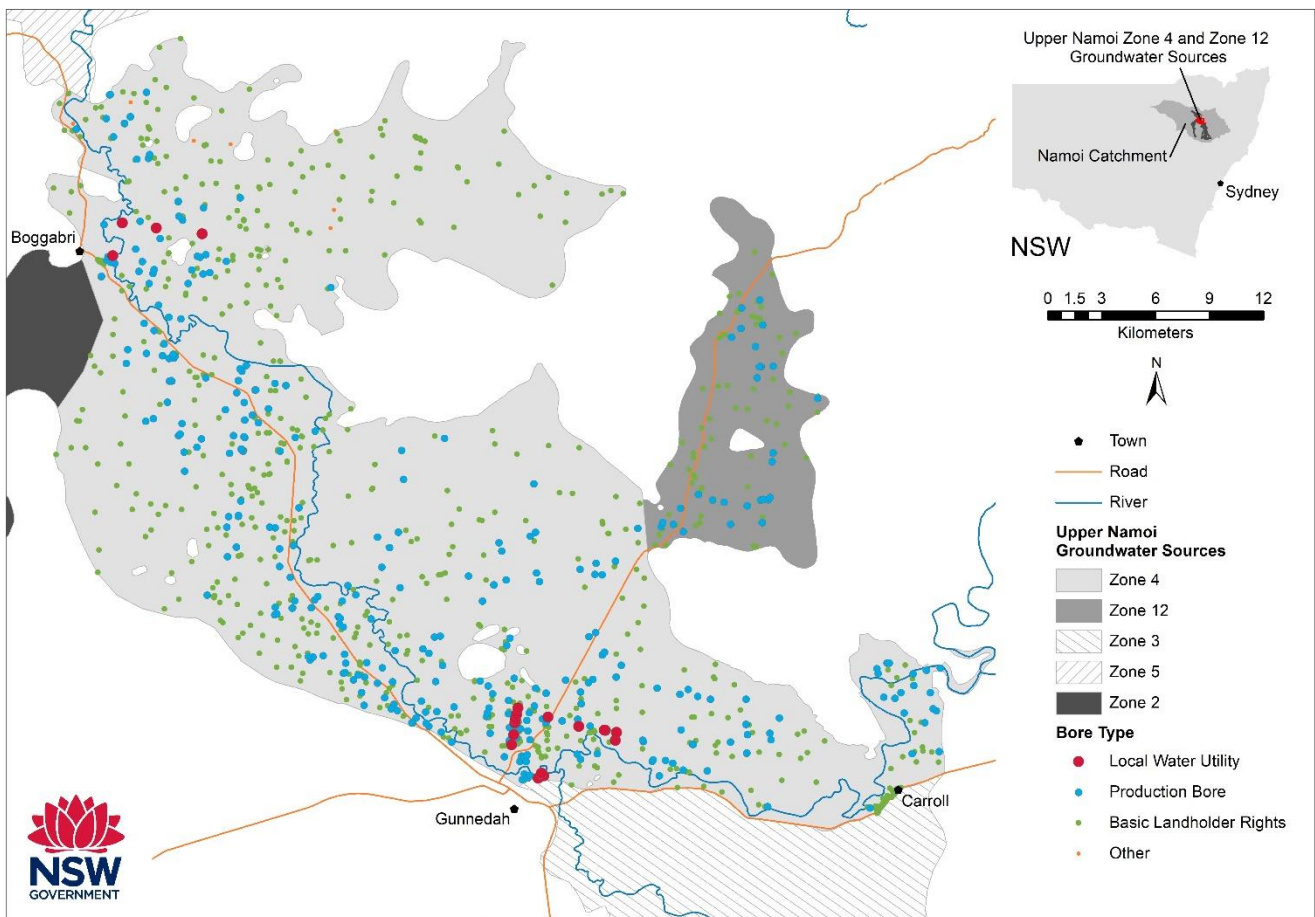 Upper Namoi Zone 4 and Zone 12
Groundwater Sources
Namoi Catchment
Sydney
NSW
0 1.5 3 6 9 12
Kilometers
N
Town
Road
River
Upper Namoi
Groundwater Sources
Zone 4
Zone 12
Zone 3
Zone 5
Zone 2
Bore Type
Local Water Utility
Production Bore
Basic Landholder Rights
Other
Boggabri
Gunnedah
Carroll
NSW
GOVERNMENT